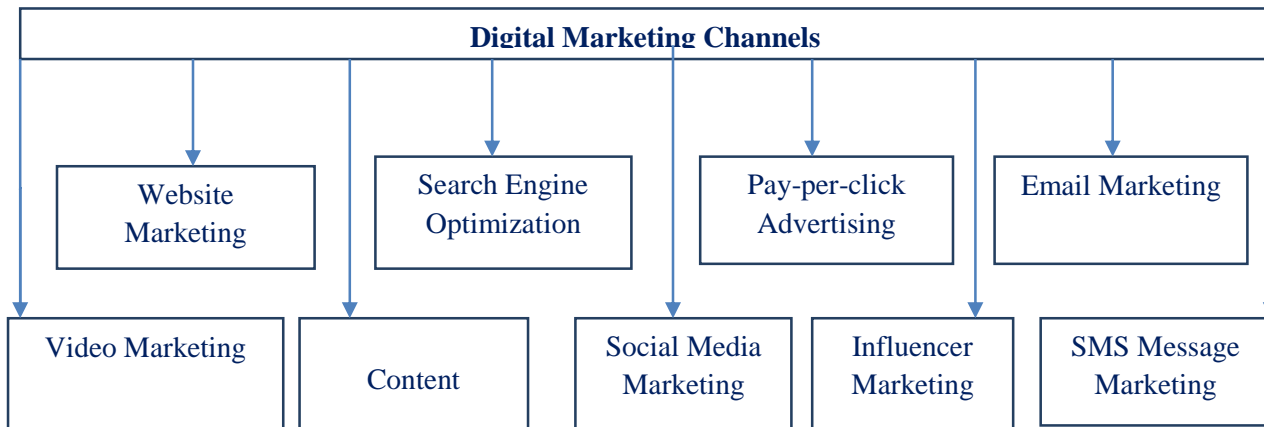 Digital Marketing Channels
Website
Marketing
Search Engine
Optimization
Pay-per-click
Advertising
Email Marketing
Video Marketing
Content
Social Media
Marketing
Influencer
Marketing
SMS Message
Marketing